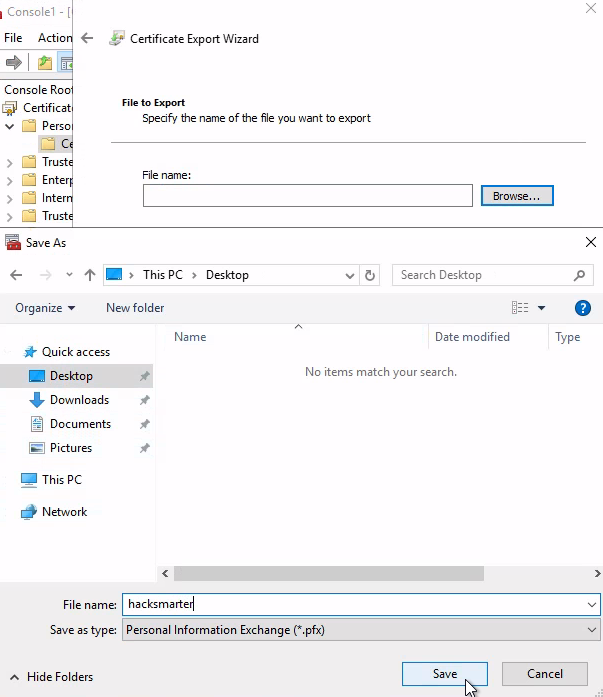 Console1 - [
File Action
Console Root
Certificate
Perso
Ce
Truste
Enterp
Interm
Truste
Certificate Export Wizard
File to Export
Specify the name of the file you want to export
File name:
Browse...
Save As
This PC > Desktop
Search Desktop
Organize
New folder
Name
Date modified
Type
No items match your search.
Quick access
Desktop
Downloads
Documents
Pictures
This PC
Network
File name: hacksmarter
Save as type: Personal Information Exchange (*.pfx)
Hide Folders
Save
Cancel